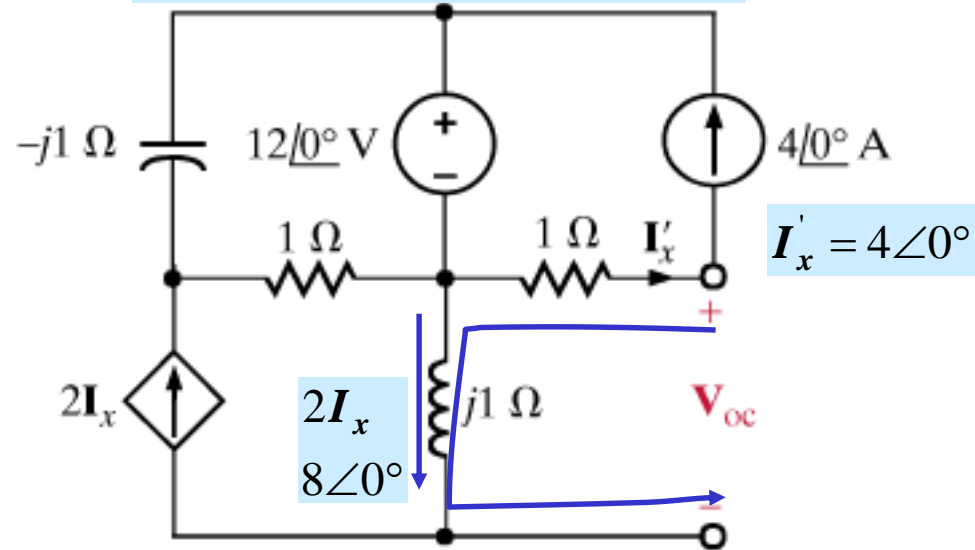 −j1 Ω
12/0° V
+
−
4/0° A
1 Ω
1 Ω
I′x
I′x = 4∠0°
+
2Ix
2Ix
8∠0°
j1 Ω
Voc
−